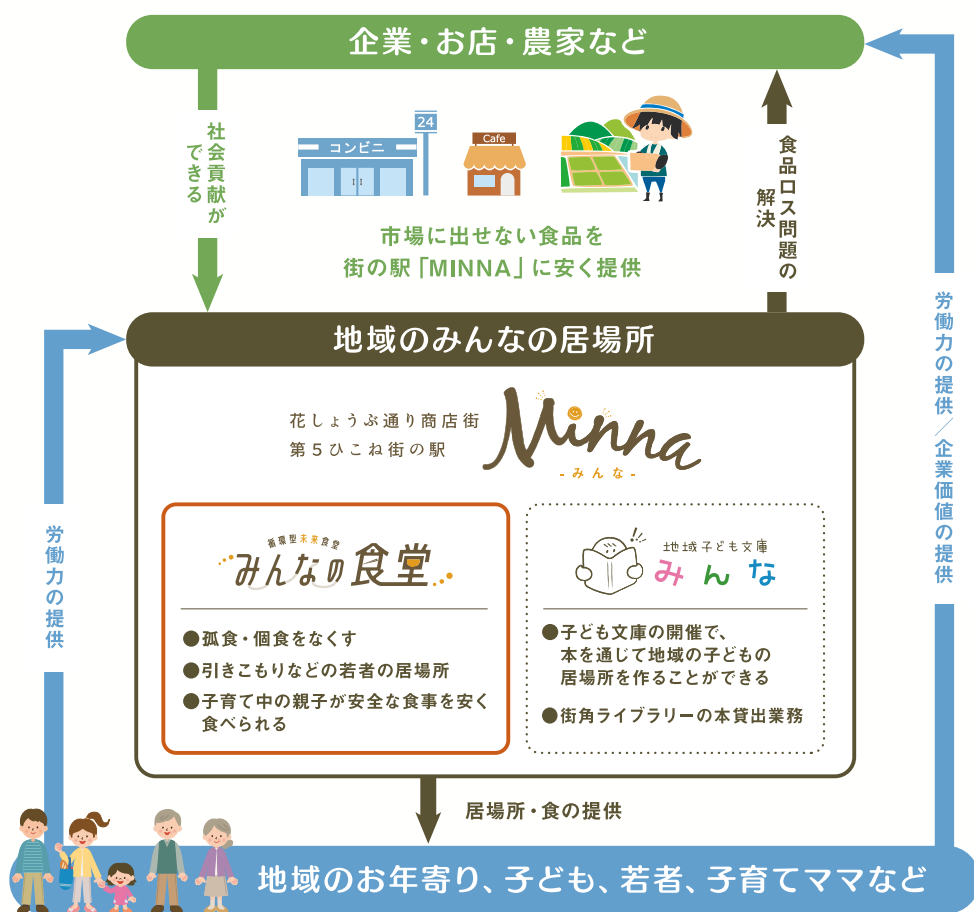 企業・お店・農家など
社会貢献が
できる
24
コンビニ
Cafe
食品ロス問題の
解決
市場に出せない食品を
街の駅「MINNA」に安く提供
地域のみんなの居場所
労働力の提供／企業価値の提供
花しょうぶ通り商店街
第5ひこね街の駅
Minna
-みんな-
労働力の提供
循環型未来食堂
みんなの食堂
●孤食・個食をなくす
●引きこもりなどの若者の居場所
●子育て中の親子が安全な食事を安く
食べられる
地域子ども文庫
みんな
●子ども文庫の開催で、
本を通じて地域の子どもの
居場所を作ることができる
●街角ライブラリーの本貸出業務
居場所・食の提供
地域のお年寄り、子ども、若者、子育てママなど